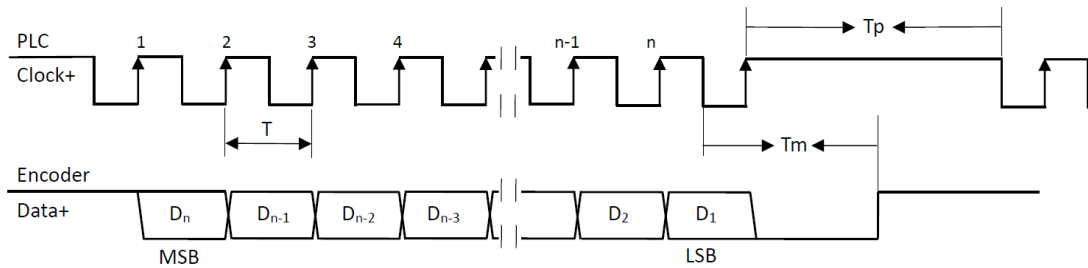 PLC
Clock+
1 2 3 4 n-1 n
Tp
T
Tm
Encoder
Data+
Dn Dn-1 Dn-2 Dn-3 D2 D1
MSB LSB